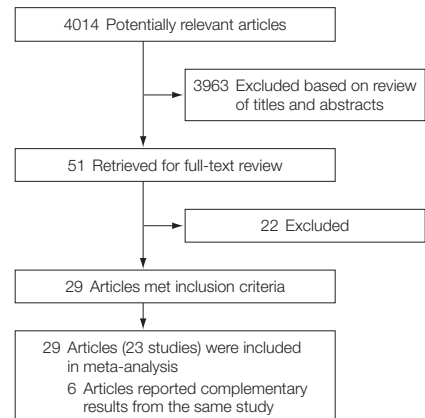 4014 Potentially relevant articles
3963 Excluded based on review
of titles and abstracts
51 Retrieved for full-text review
22 Excluded
29 Articles met inclusion criteria
29 Articles (23 studies) were included
in meta-analysis
6 Articles reported complementary
results from the same study